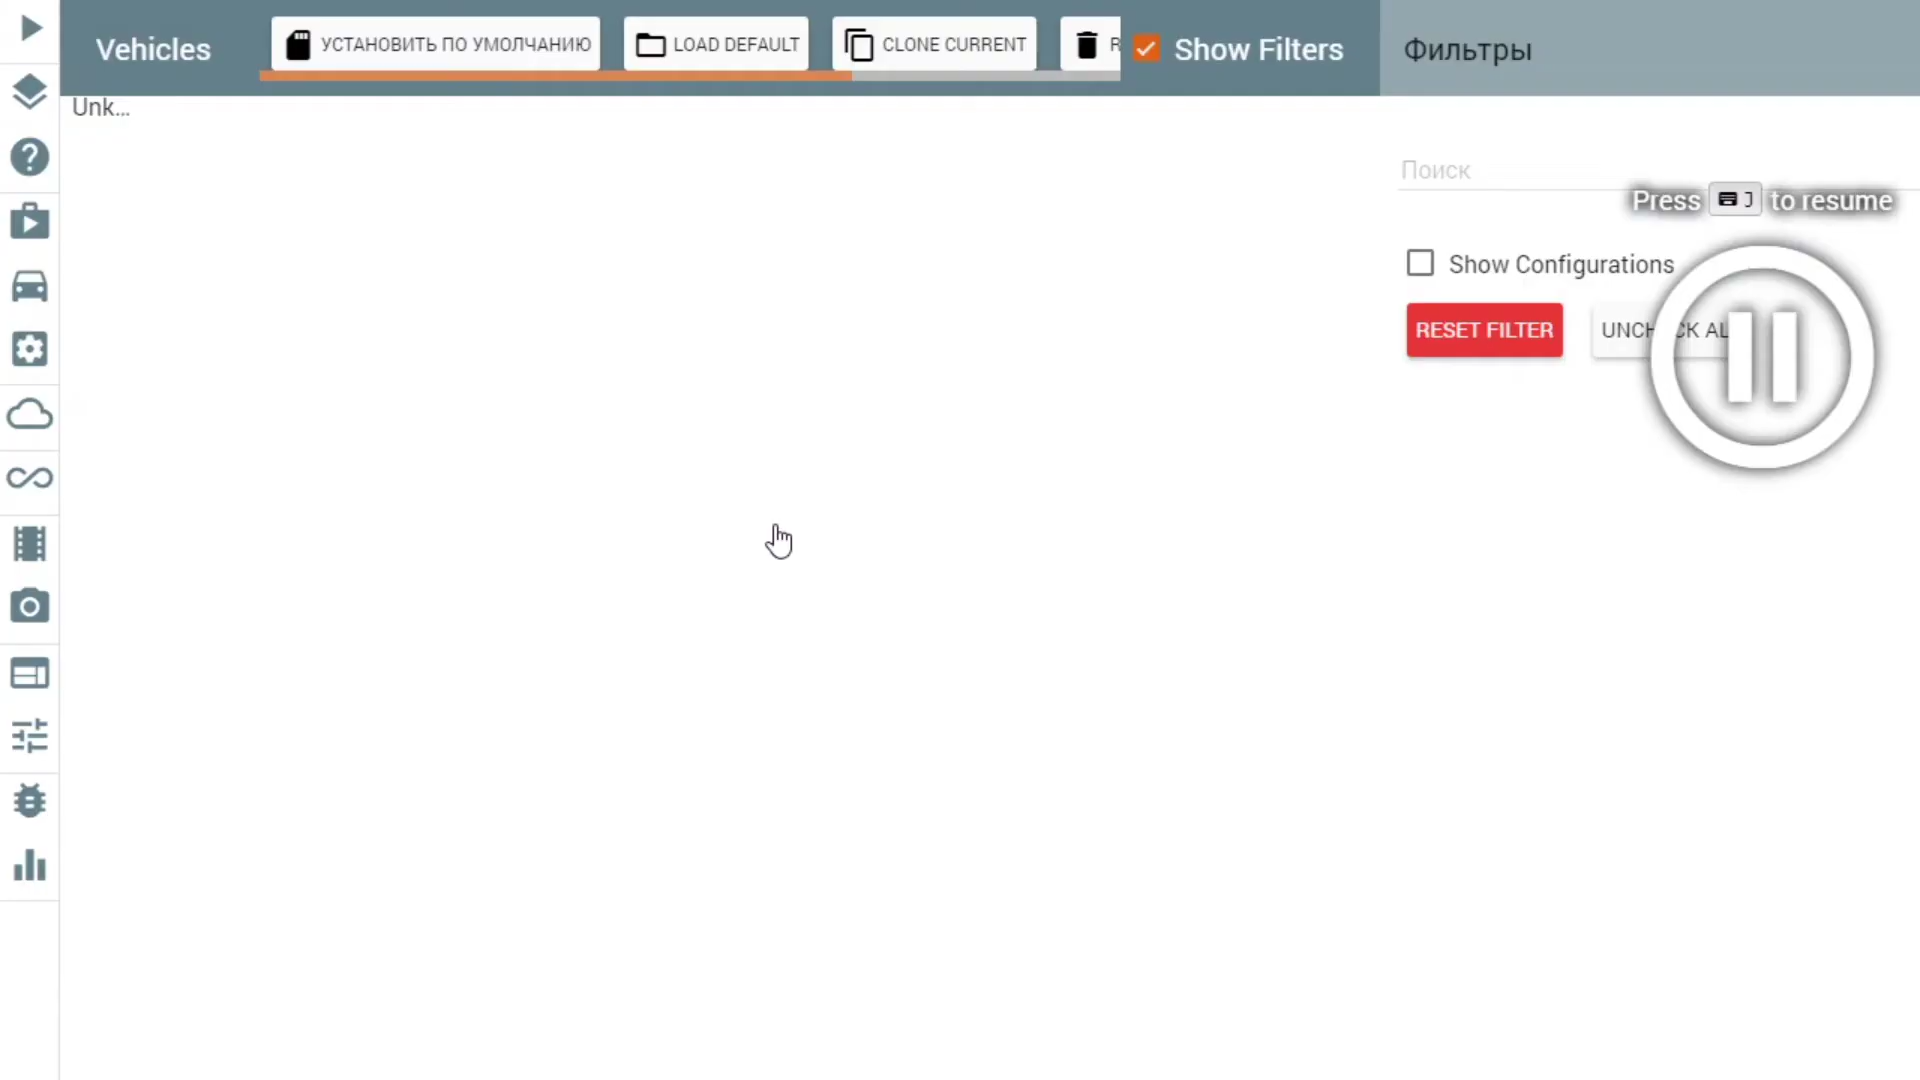 Vehicles
УСТАНОВИТЬ ПО УМОЛЧАНИЮ
LOAD DEFAULT
CLONE CURRENT
Show Filters
Фильтры
Unk...
Поиск
Press J to resume
Show Configurations
RESET FILTER